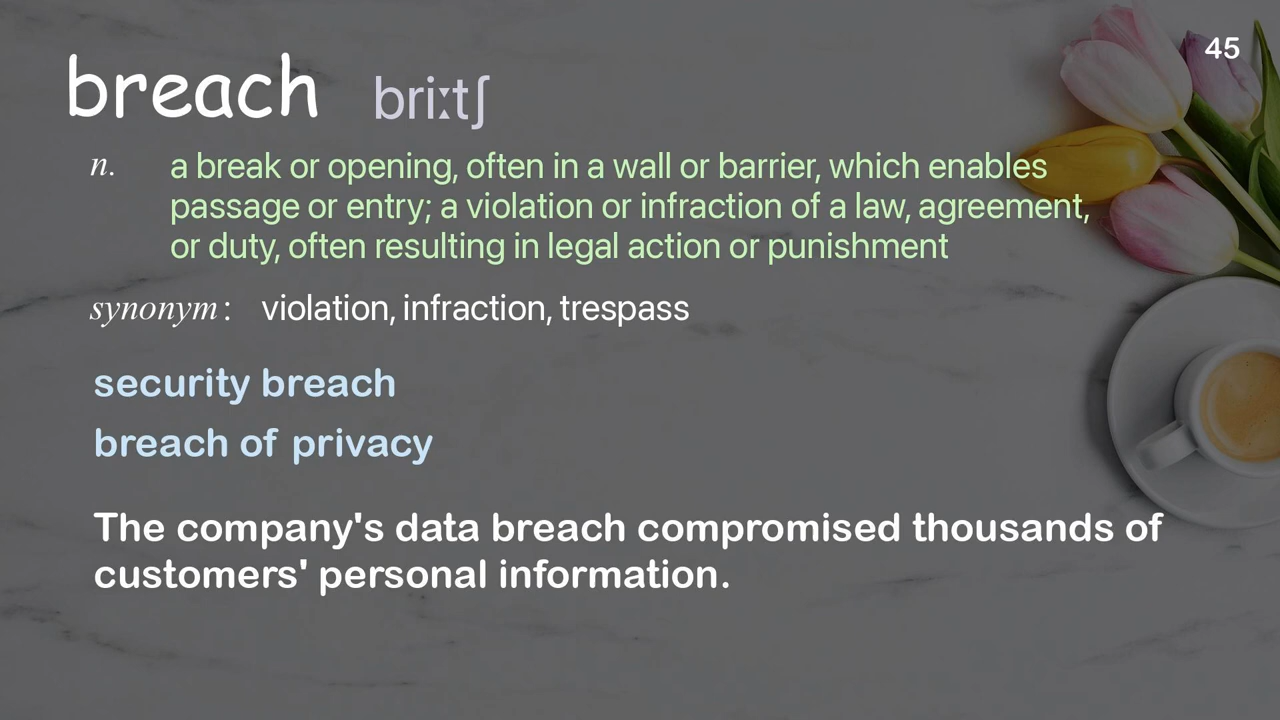 45
breach briːtʃ
n. a break or opening, often in a wall or barrier, which enables
passage or entry; a violation or infraction of a law, agreement,
or duty, often resulting in legal action or punishment
synonym: violation, infraction, trespass
security breach
breach of privacy
The company's data breach compromised thousands of
customers' personal information.